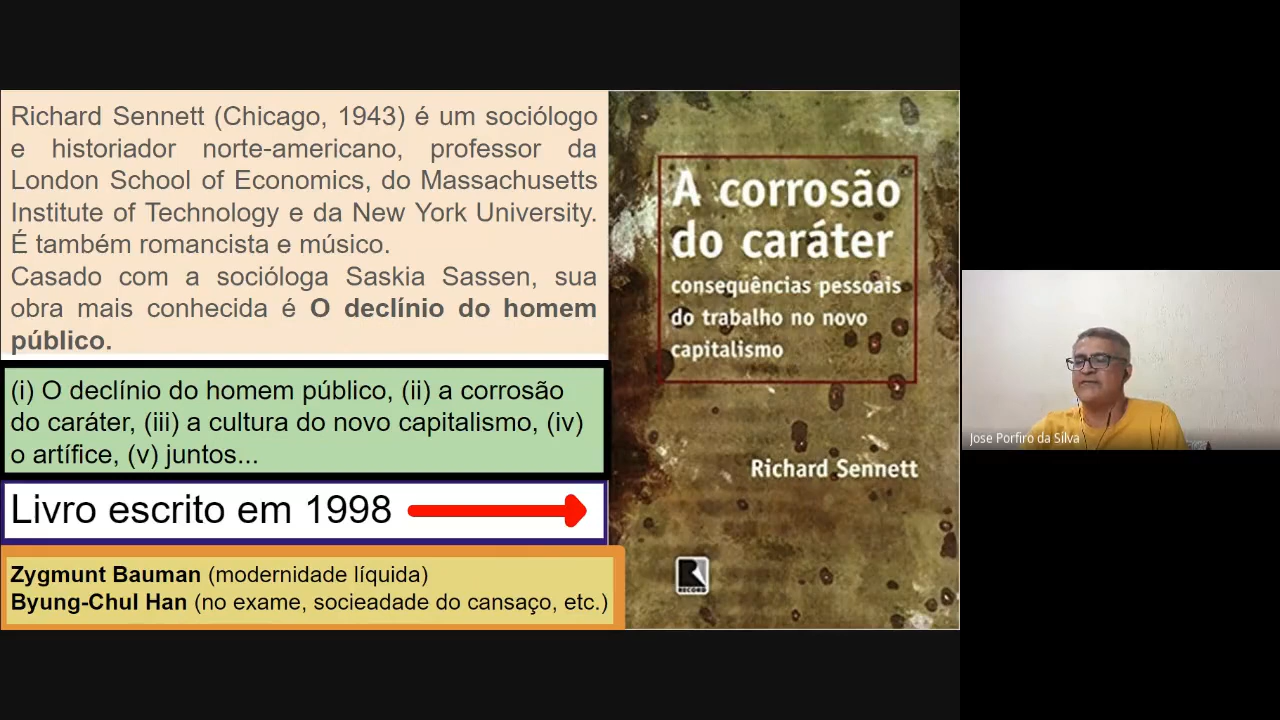 Richard Sennett (Chicago, 1943) é um sociólogo
e historiador norte-americano, professor da
London School of Economics, do Massachusetts
Institute of Technology e da New York University.
É também romancista e músico.
Casado com a socióloga Saskia Sassen, sua
obra mais conhecida é O declínio do homem
público.
(i) O declínio do homem público, (ii) a corrosão
do caráter, (iii) a cultura do novo capitalismo, (iv)
o artífice, (v) juntos...
Livro escrito em 1998
Zygmunt Bauman (modernidade líquida)
Byung-Chul Han (no exame, socieadade do cansaço, etc.)
A corrosão
do caráter
consequências pessoais
do trabalho no novo
capitalismo
Richard Sennett
RECORD
Jose Porfiro da Silva